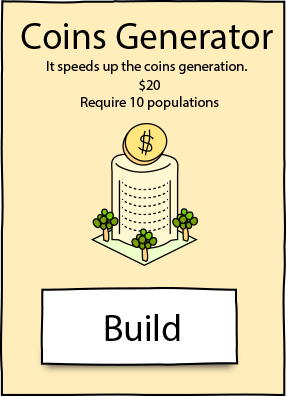 Coins Generator
It speeds up the coins generation.
$20
Require 10 populations
$
Build